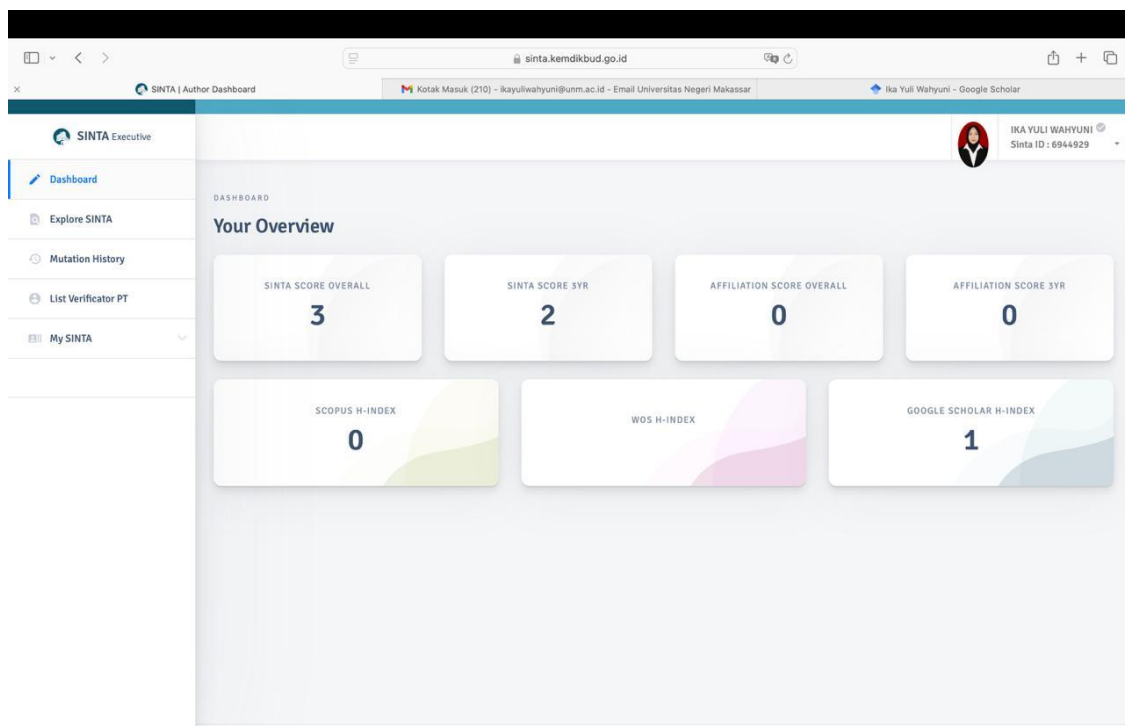 sinta.kemdikbud.go.id
SINTA | Author Dashboard
Kotak Masuk (210) – ikayuliwahyuni@unm.ac.id – Email Universitas Negeri Makassar
Ika Yuli Wahyuni – Google Scholar
SINTA Executive
IKA YULI WAHYUNI
Sinta ID : 6944929
Dashboard
Explore SINTA
Mutation History
List Verificator PT
My SINTA
DASHBOARD
Your Overview
SINTA SCORE OVERALL
3
SINTA SCORE 3YR
2
AFFILIATION SCORE OVERALL
0
AFFILIATION SCORE 3YR
0
SCOPUS H-INDEX
0
WOS H-INDEX
GOOGLE SCHOLAR H-INDEX
1